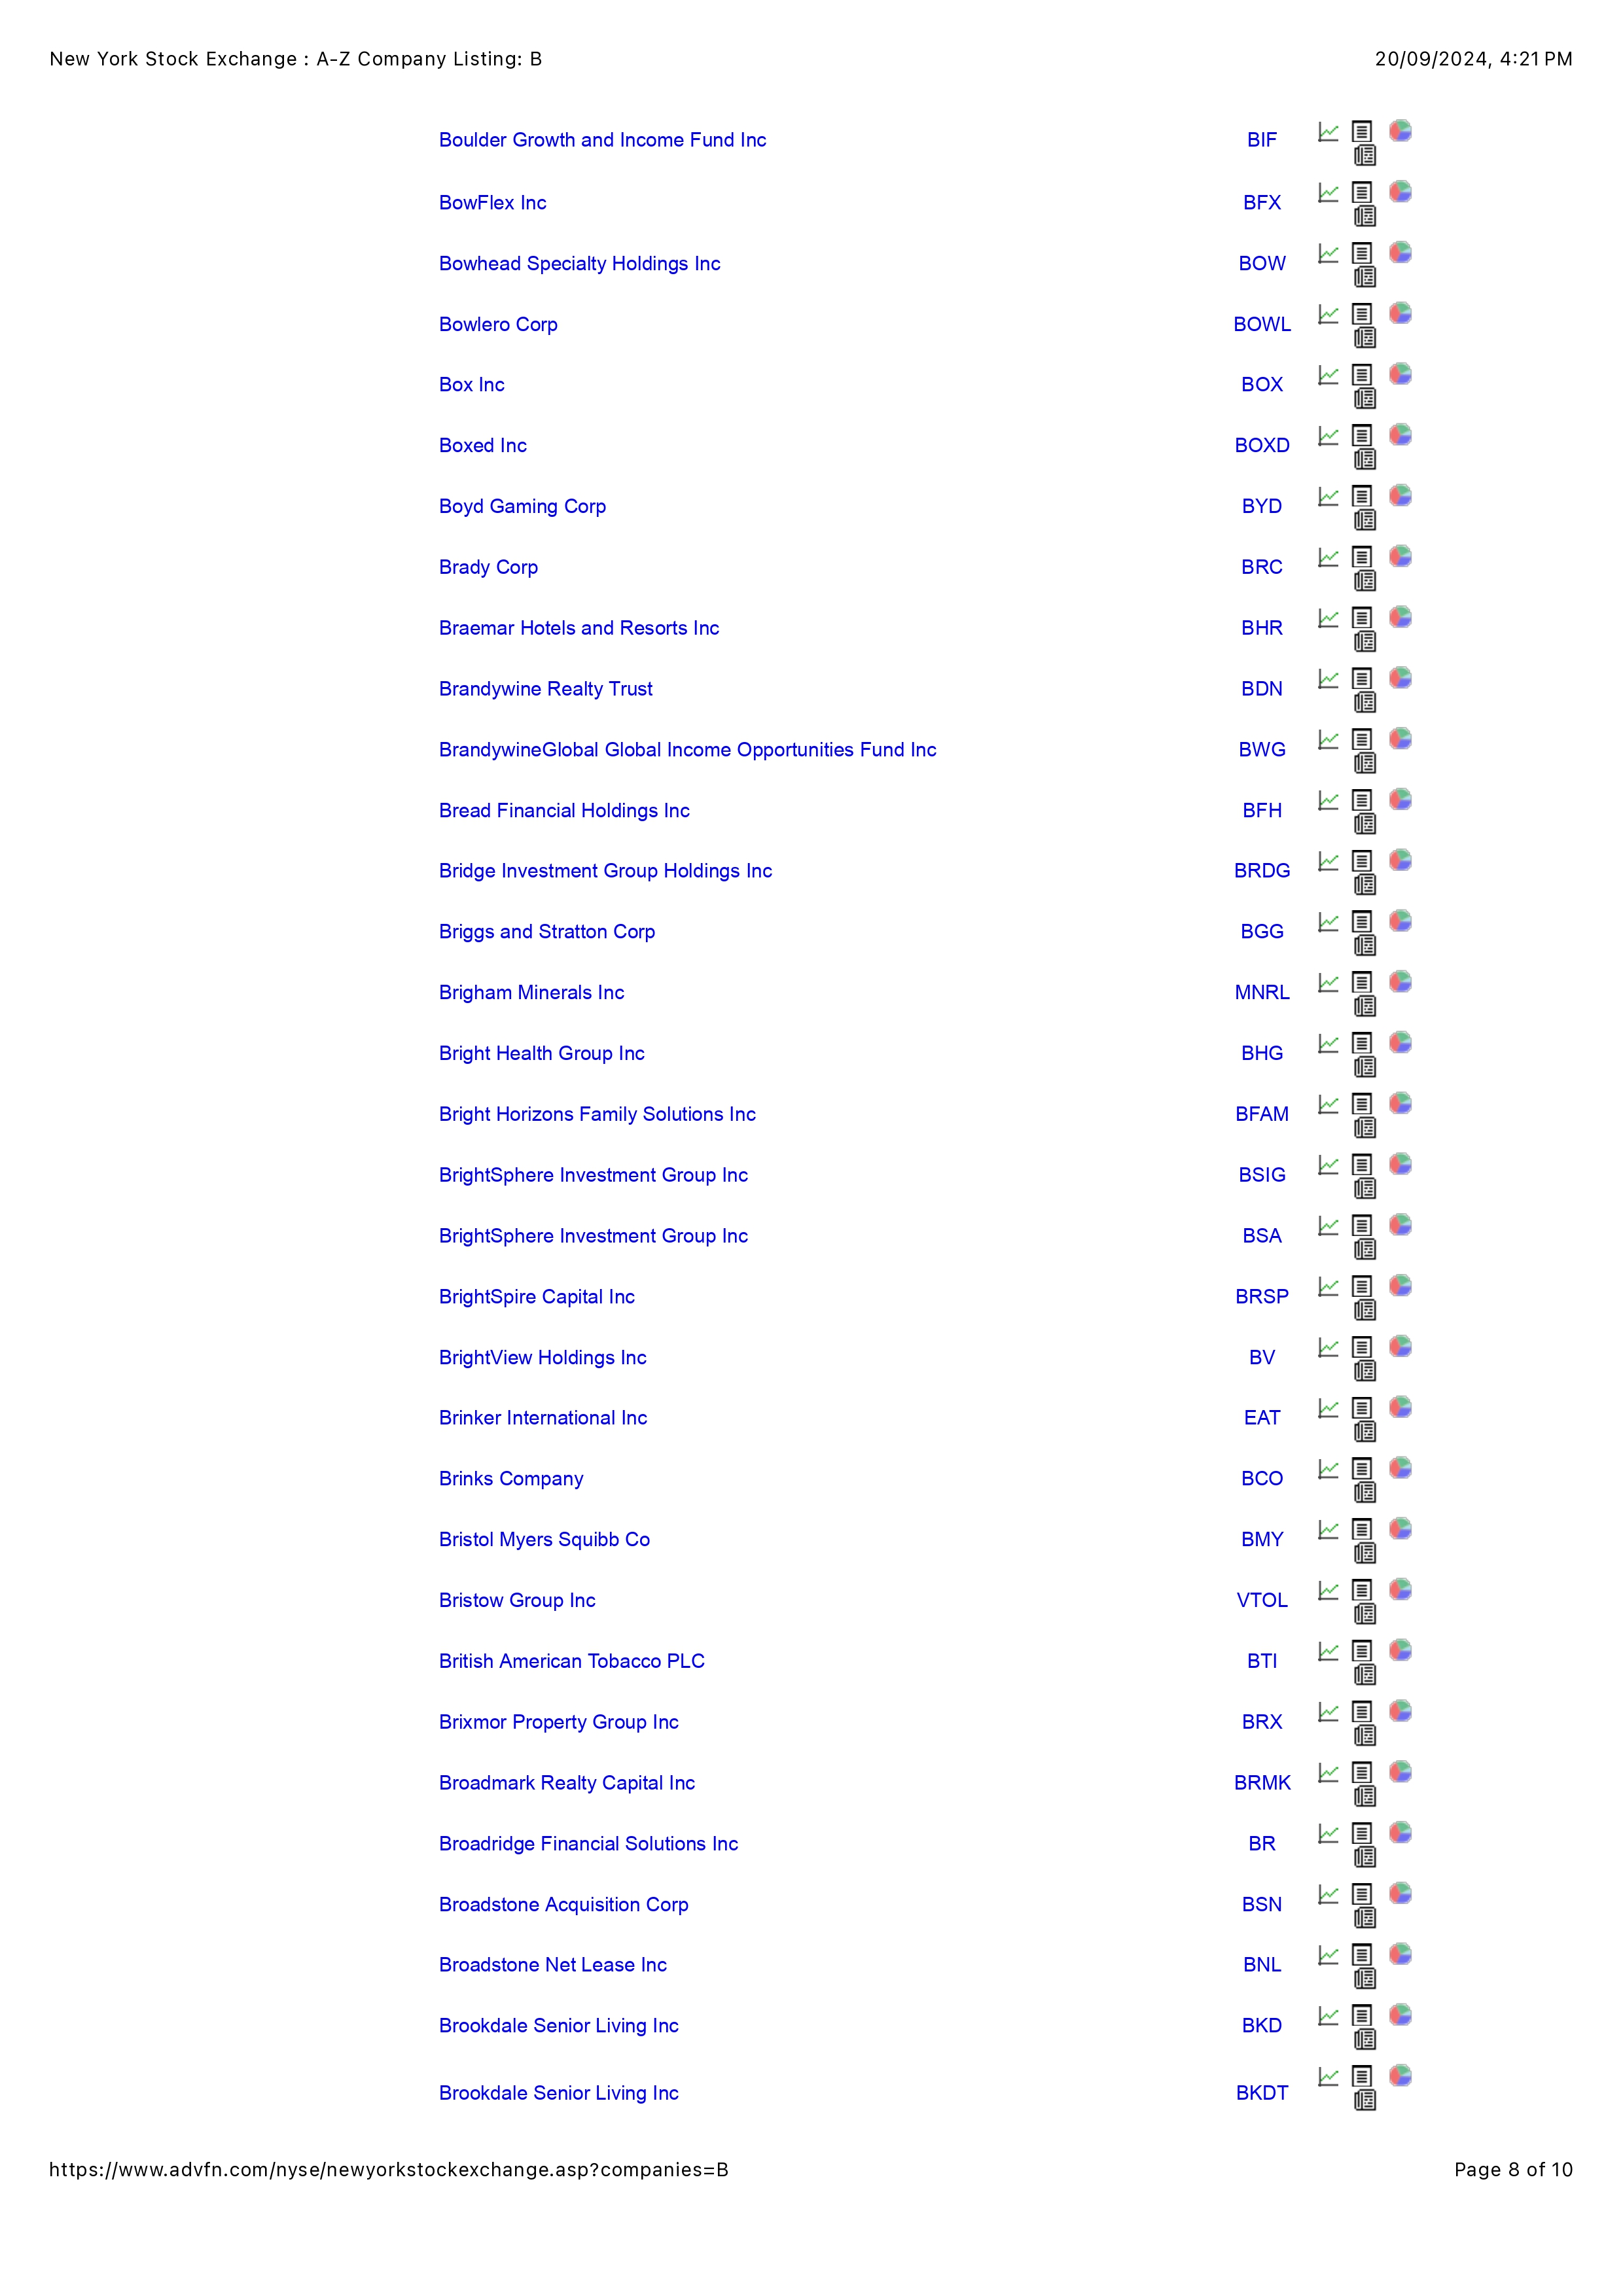 New York Stock Exchange : A-Z Company Listing: B 20/09/2024, 4:21 PM
Boulder Growth and Income Fund Inc BIF
BowFlex Inc BFX
Bowhead Specialty Holdings Inc BOW
Bowlero Corp BOWL
Box Inc BOX
Boxed Inc BOXD
Boyd Gaming Corp BYD
Brady Corp BRC
Braemar Hotels and Resorts Inc BHR
Brandywine Realty Trust BDN
BrandywineGlobal Global Income Opportunities Fund Inc BWG
Bread Financial Holdings Inc BFH
Bridge Investment Group Holdings Inc BRDG
Briggs and Stratton Corp BGG
Brigham Minerals Inc MNRL
Bright Health Group Inc BHG
Bright Horizons Family Solutions Inc BFAM
BrightSphere Investment Group Inc BSIG
BrightSphere Investment Group Inc BSA
BrightSpire Capital Inc BRSP
BrightView Holdings Inc BV
Brinker International Inc EAT
Brinks Company BCO
Bristol Myers Squibb Co BMY
Bristow Group Inc VTOL
British American Tobacco PLC BTI
Brixmor Property Group Inc BRX
Broadmark Realty Capital Inc BRMK
Broadridge Financial Solutions Inc BR
Broadstone Acquisition Corp BSN
Broadstone Net Lease Inc BNL
Brookdale Senior Living Inc BKD
Brookdale Senior Living Inc BKDT
https://www.advfn.com/nyse/newyorkstockexchange.asp?companies=B Page 8 of 10